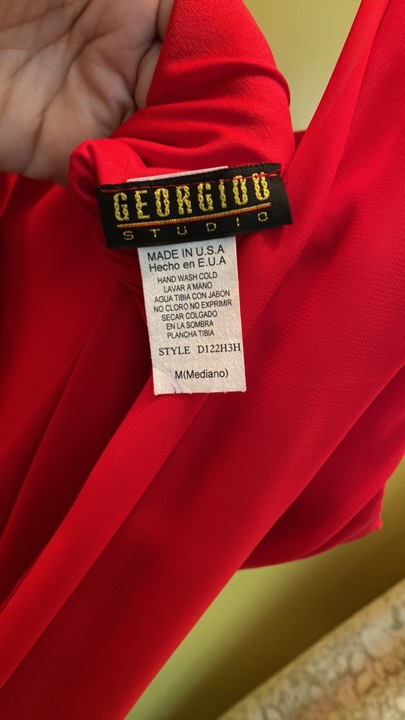 GEORGIOU
STUDIO
MADE IN U.S.A
Hecho en E.U.A
HAND WASH COLD
LAVAR A MANO
AGUA TIBIA CON JABON
NO CLORO NO EXPRIMIR
SECAR COLGADO
EN LA SOMBRA
PLANCHA TIBIA
STYLE D122H3H
M(Mediano)